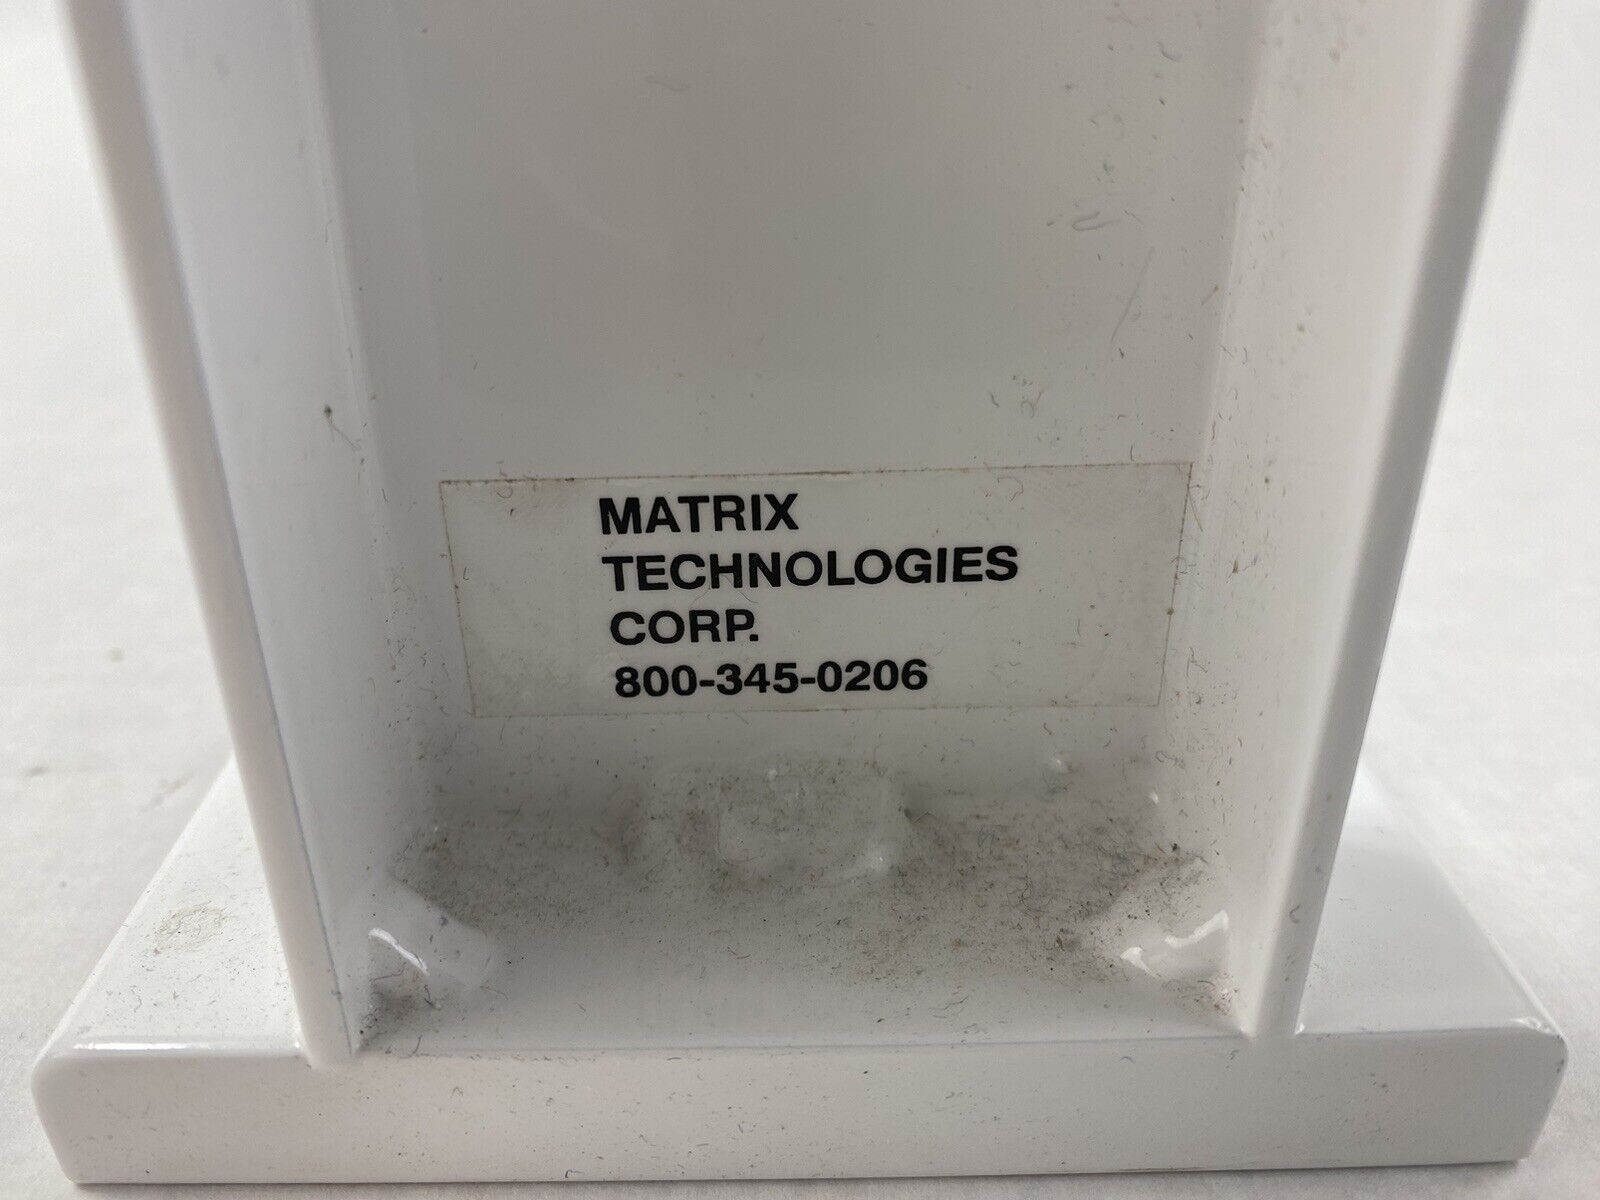 MATRIX
TECHNOLOGIES
CORP.
800-345-0206